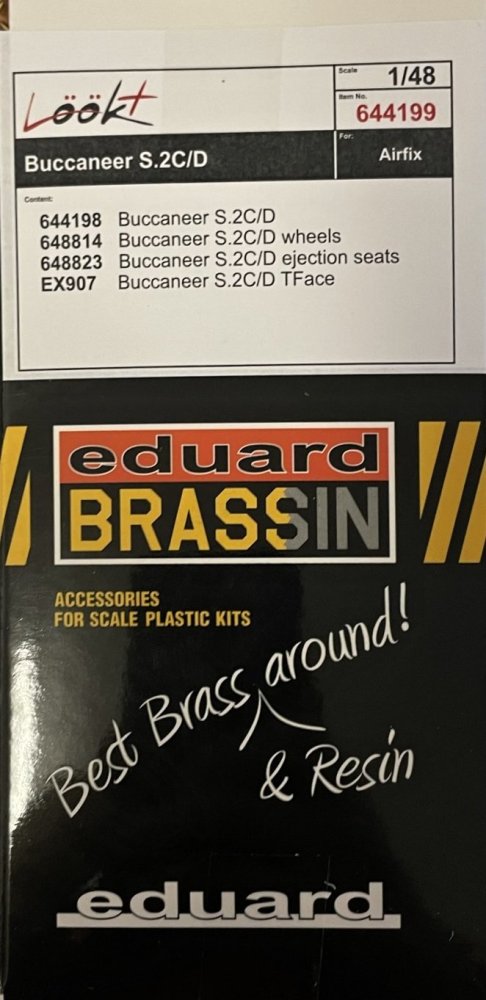 Löök+
Scale
1/48
Item No.
644199
Buccaneer S.2C/D
For:
Airfix
Content:
644198 Buccaneer S.2C/D
648814 Buccaneer S.2C/D wheels
648823 Buccaneer S.2C/D ejection seats
EX907 Buccaneer S.2C/D TFace
eduard
BRASSIN
ACCESSORIES
FOR SCALE PLASTIC KITS
Best Brass around!
& Resin
eduard